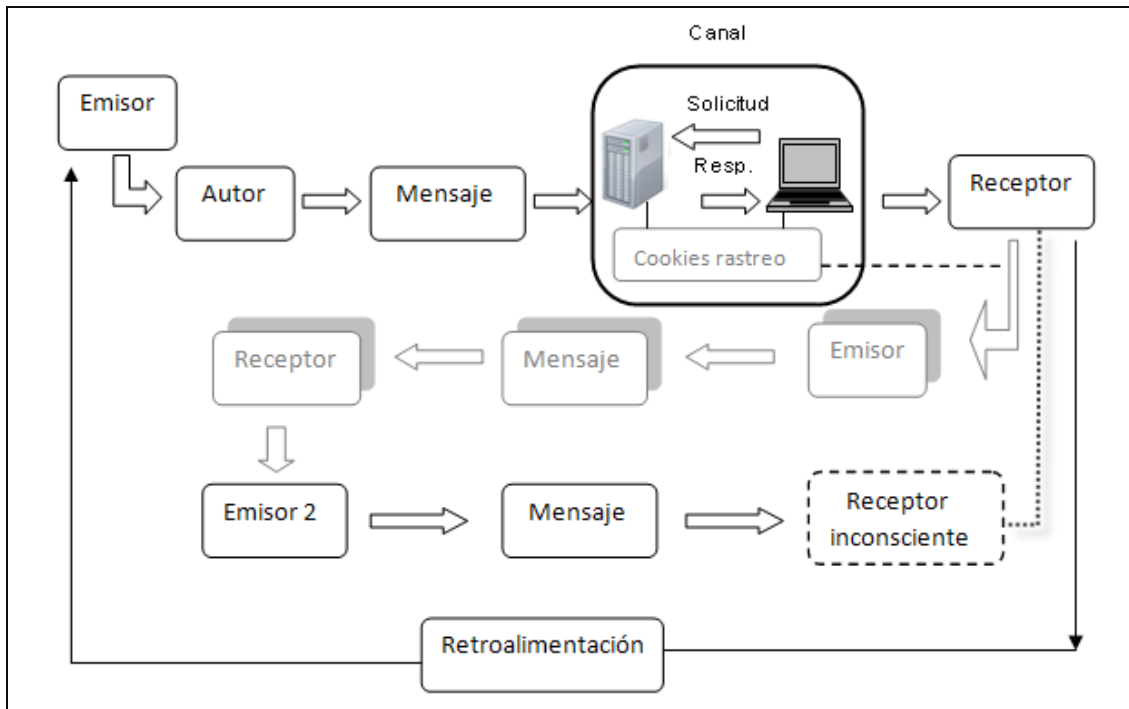 Canal
Emisor
Solicitud
Resp.
Autor
Mensaje
Receptor
Cookies rastreo
Receptor
Mensaje
Emisor
Emisor 2
Mensaje
Receptor
inconsciente
Retroalimentación